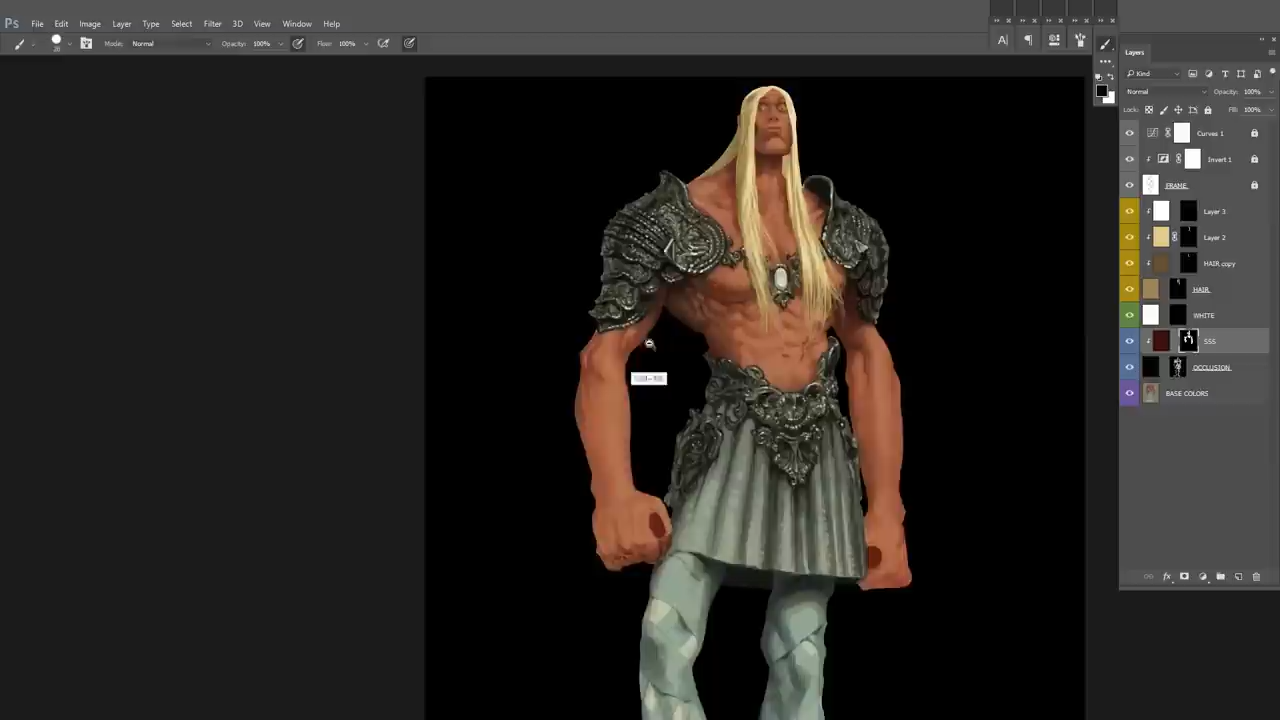 Ps File Edit Image Layer Type Select Filter 3D View Window Help
28 Mode: Normal Opacity: 100% Flow: 100%
Layers
Kind
Normal Opacity: 100%
Lock: Fill: 100%
Curves 1
Invert 1
FRAME
Layer 3
Layer 2
HAIR copy
HAIR
WHITE
SSS
OCCLUSION
BASE COLORS